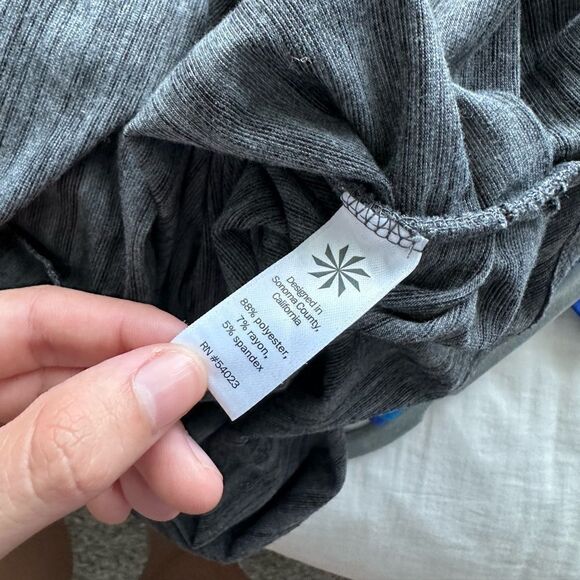 Designed in
Sonoma County,
California
88% polyester,
7% rayon,
5% spandex
RN #54023